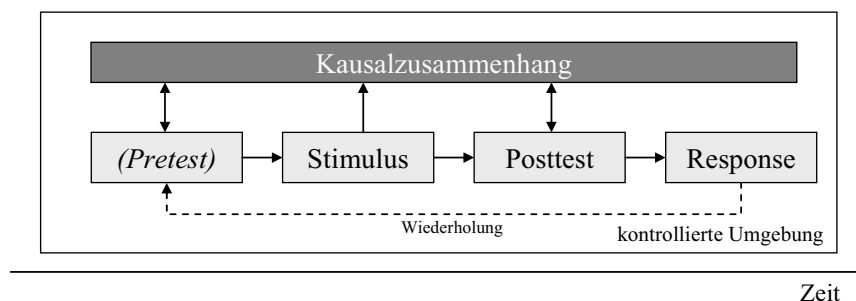 Kausalzusammenhang
(Pretest)
Stimulus
Posttest
Response
Wiederholung
kontrollierte Umgebung
Zeit